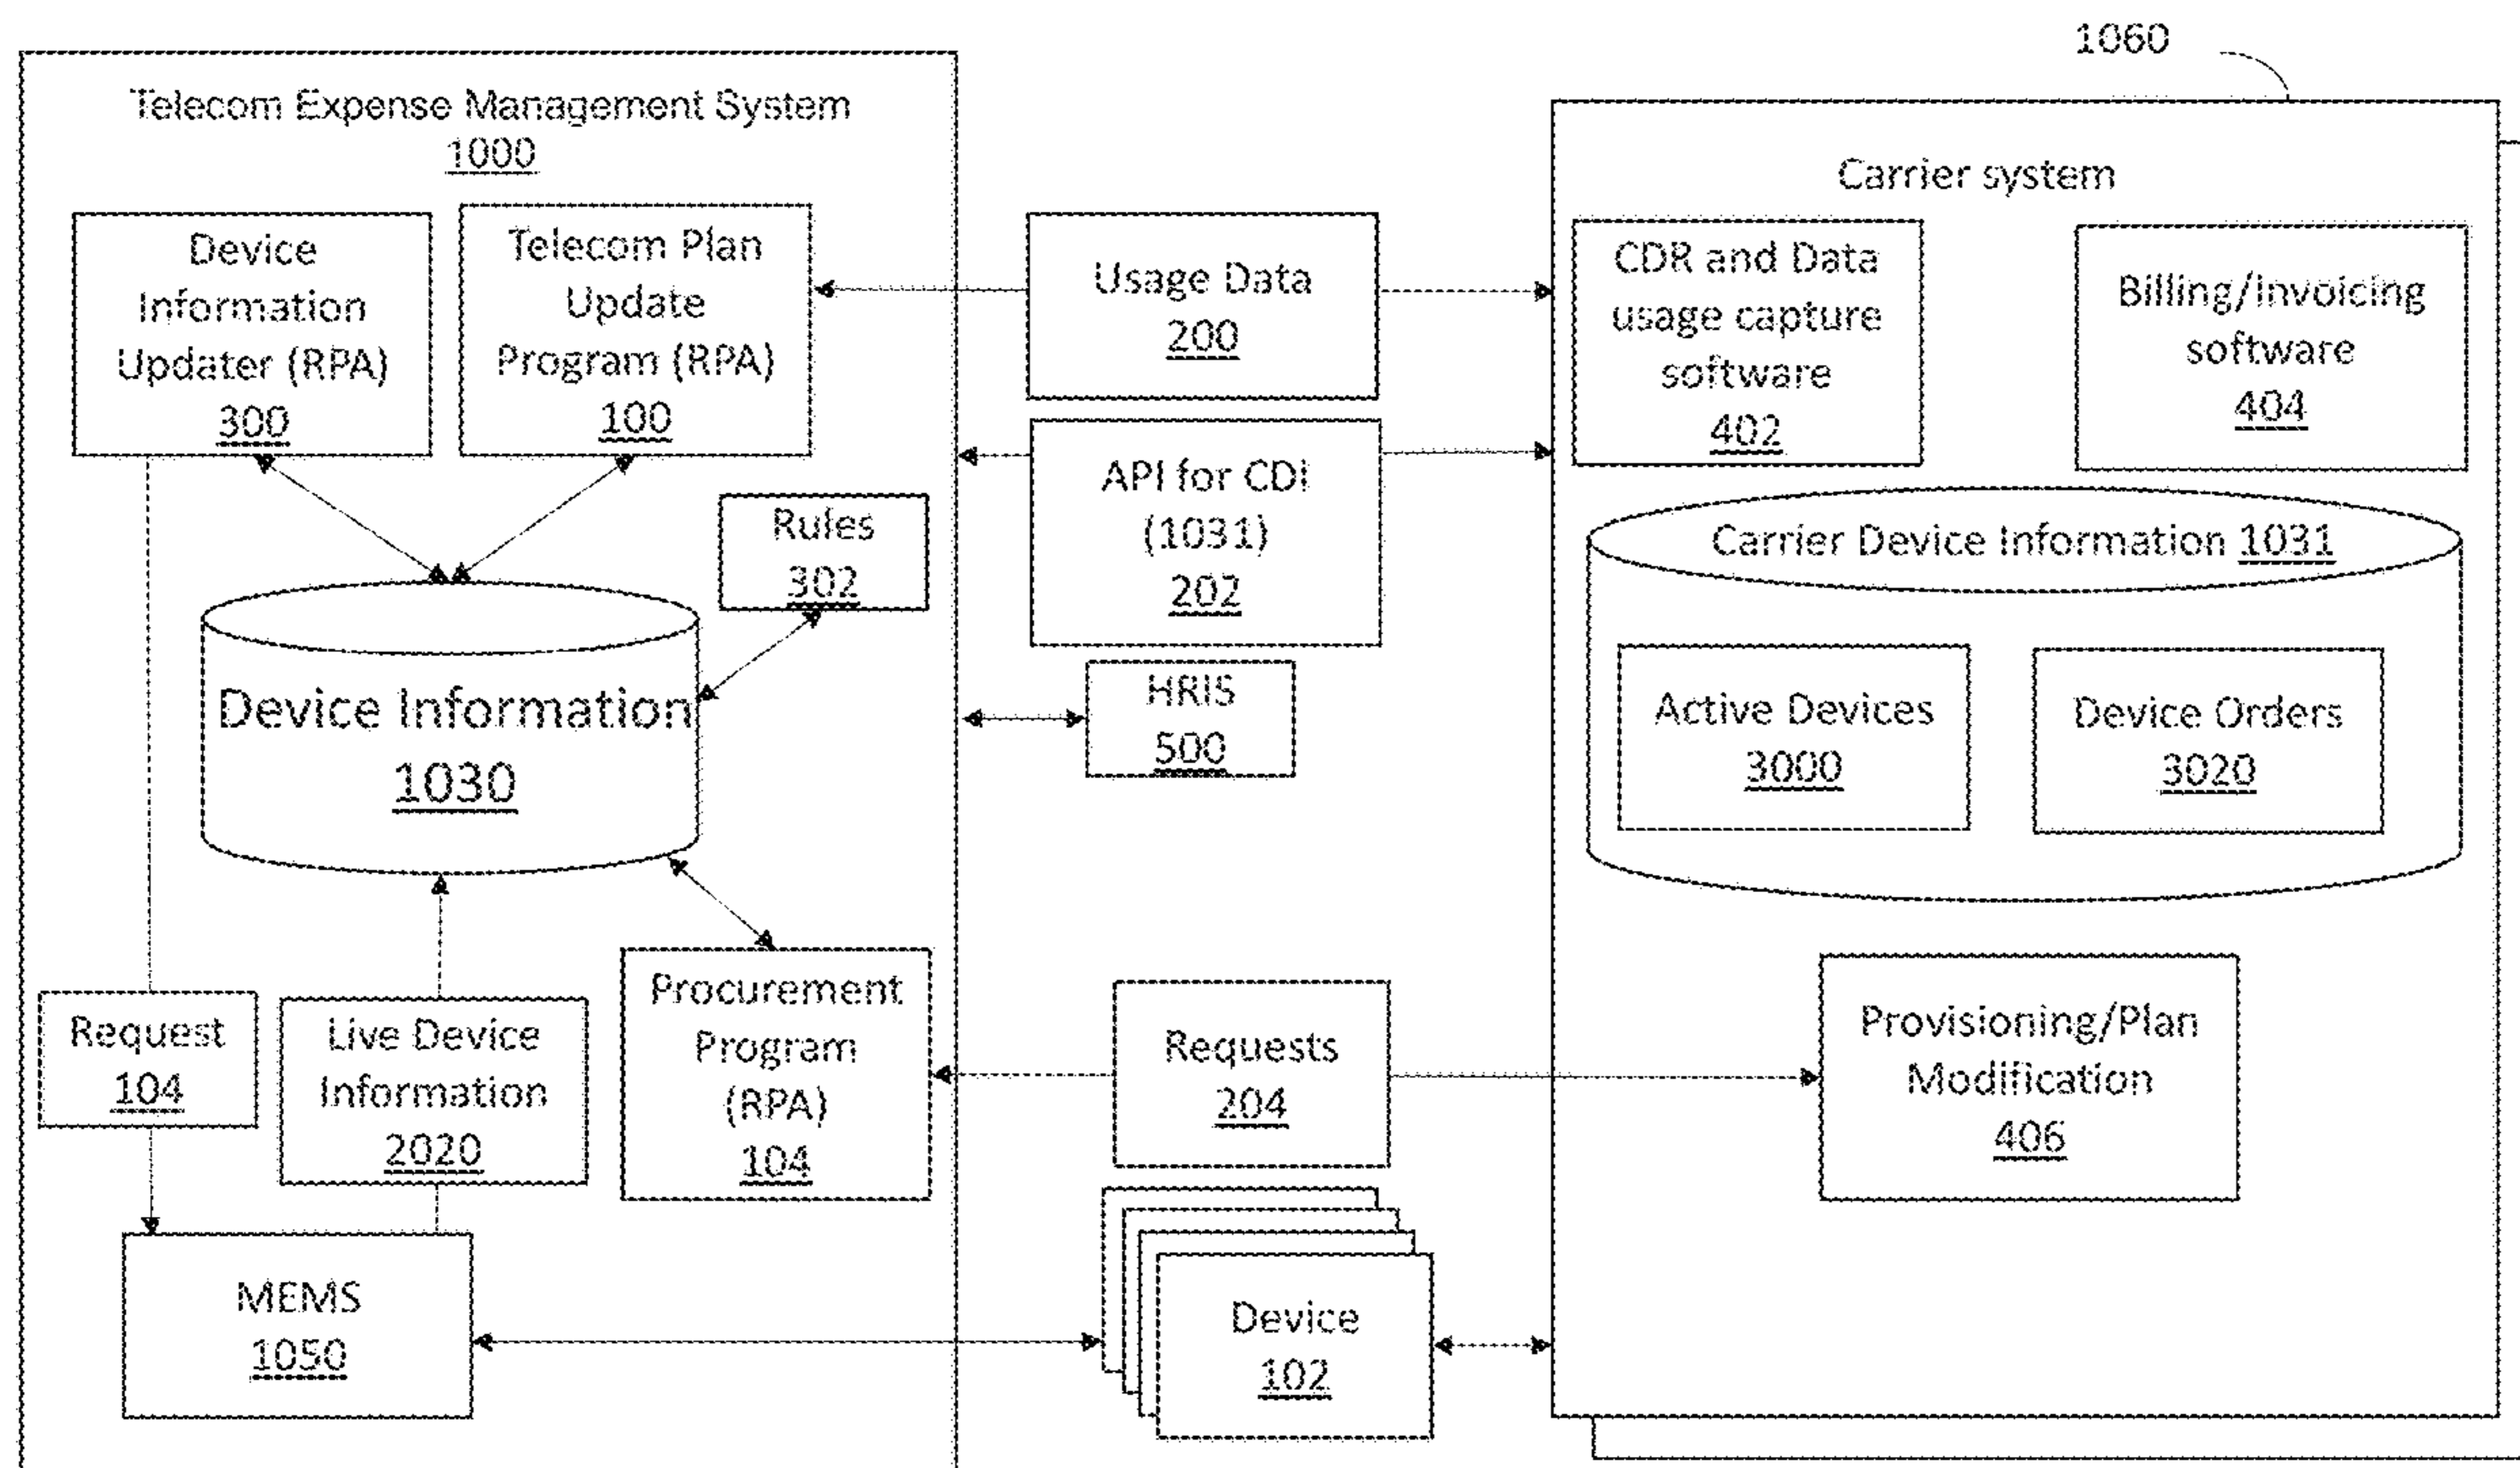 1060
Telecom Expense Management System
1000
Device
Information
Updater (RPA)
300
Telecom Plan
Update
Program (RPA)
100
Rules
302
Device Information
1030
Request
104
Live Device
Information
2020
Procurement
Program
(RPA)
104
MEMS
1050
Usage Data
200
API for CDI
(1031)
202
HRIS
500
Requests
204
Device
102
Carrier system
CDR and Data
usage capture
software
402
Billing/Invoicing
software
404
Carrier Device Information 1031
Active Devices
3000
Device Orders
3020
Provisioning/Plan
Modification
406